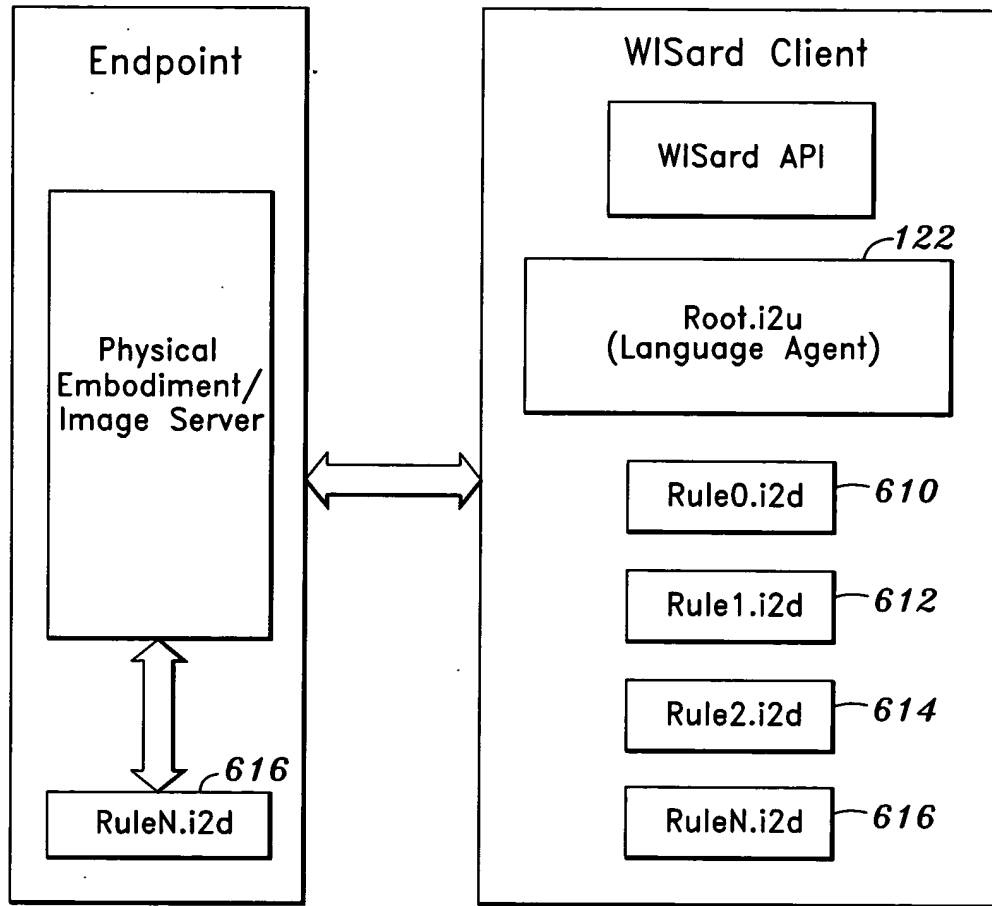 Endpoint
Physical
Embodiment/
Image Server
616
RuleN.i2d
WISard Client
WISard API
122
Root.i2u
(Language Agent)
Rule0.i2d
610
Rule1.i2d
612
Rule2.i2d
614
RuleN.i2d
616